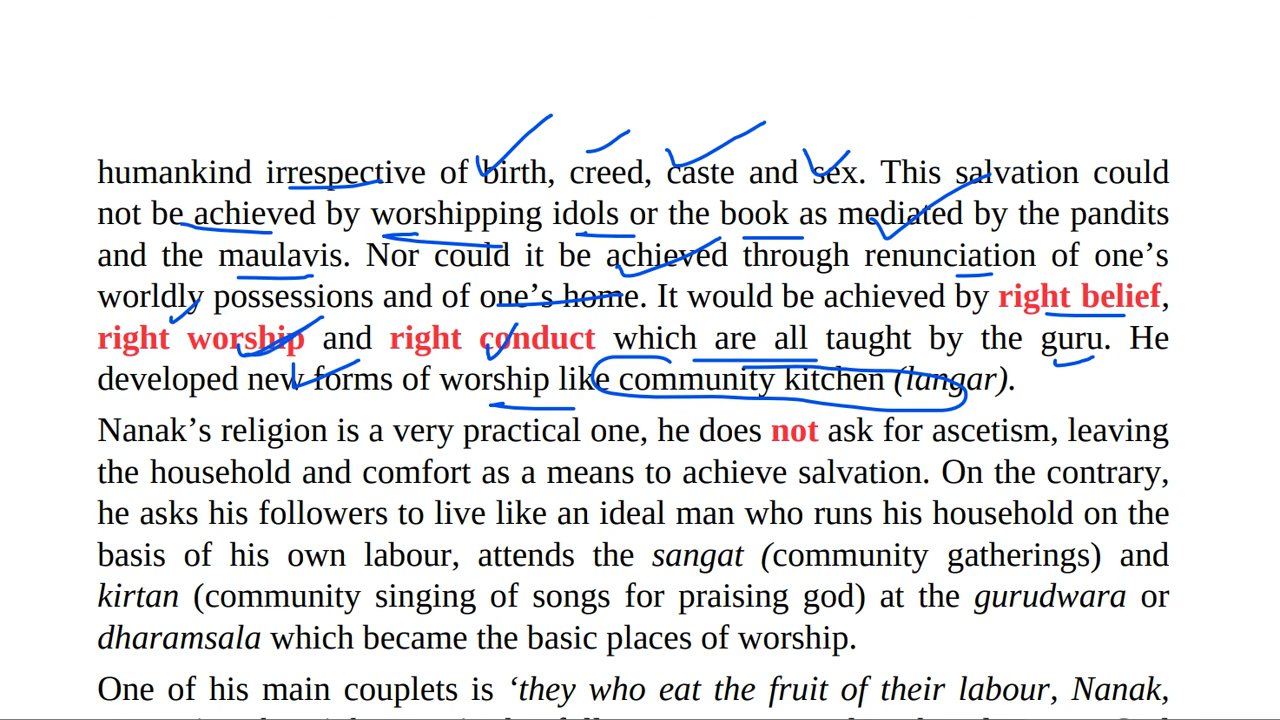 humankind irrespective of birth, creed, caste and sex. This salvation could
not be achieved by worshipping idols or the book as mediated by the pandits
and the maulavis. Nor could it be achieved through renunciation of one’s
worldly possessions and of one’s home. It would be achieved by right belief,
right worship and right conduct which are all taught by the guru. He
developed new forms of worship like community kitchen (langar).
Nanak’s religion is a very practical one, he does not ask for ascetism, leaving
the household and comfort as a means to achieve salvation. On the contrary,
he asks his followers to live like an ideal man who runs his household on the
basis of his own labour, attends the sangat (community gatherings) and
kirtan (community singing of songs for praising god) at the gurudwara or
dharamsala which became the basic places of worship.
One of his main couplets is ‘they who eat the fruit of their labour, Nanak,